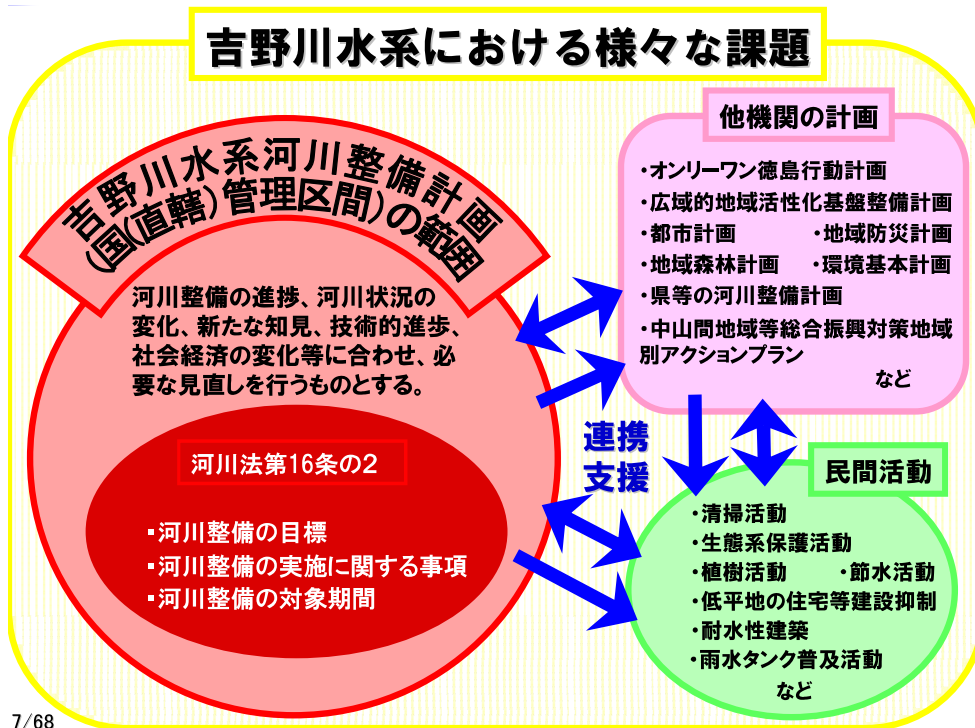 吉野川水系における様々な課題
吉野川水系河川整備計画
(国(直轄)管理区間)の範囲
河川整備の進捗、河川状況の
変化、新たな知見、技術的進歩、
社会経済の変化等に合わせ、必
要な見直しを行うものとする。
河川法第16条の2
▪河川整備の目標
▪河川整備の実施に関する事項
▪河川整備の対象期間
他機関の計画
・オンリーワン徳島行動計画
・広域的地域活性化基盤整備計画
・都市計画 ・地域防災計画
・地域森林計画 ・環境基本計画
・県等の河川整備計画
・中山間地域等総合振興対策地域
別アクションプラン
など
連携
支援
民間活動
・清掃活動
・生態系保護活動
・植樹活動 ・節水活動
・低平地の住宅等建設抑制
・耐水性建築
・雨水タンク普及活動
など
7/68